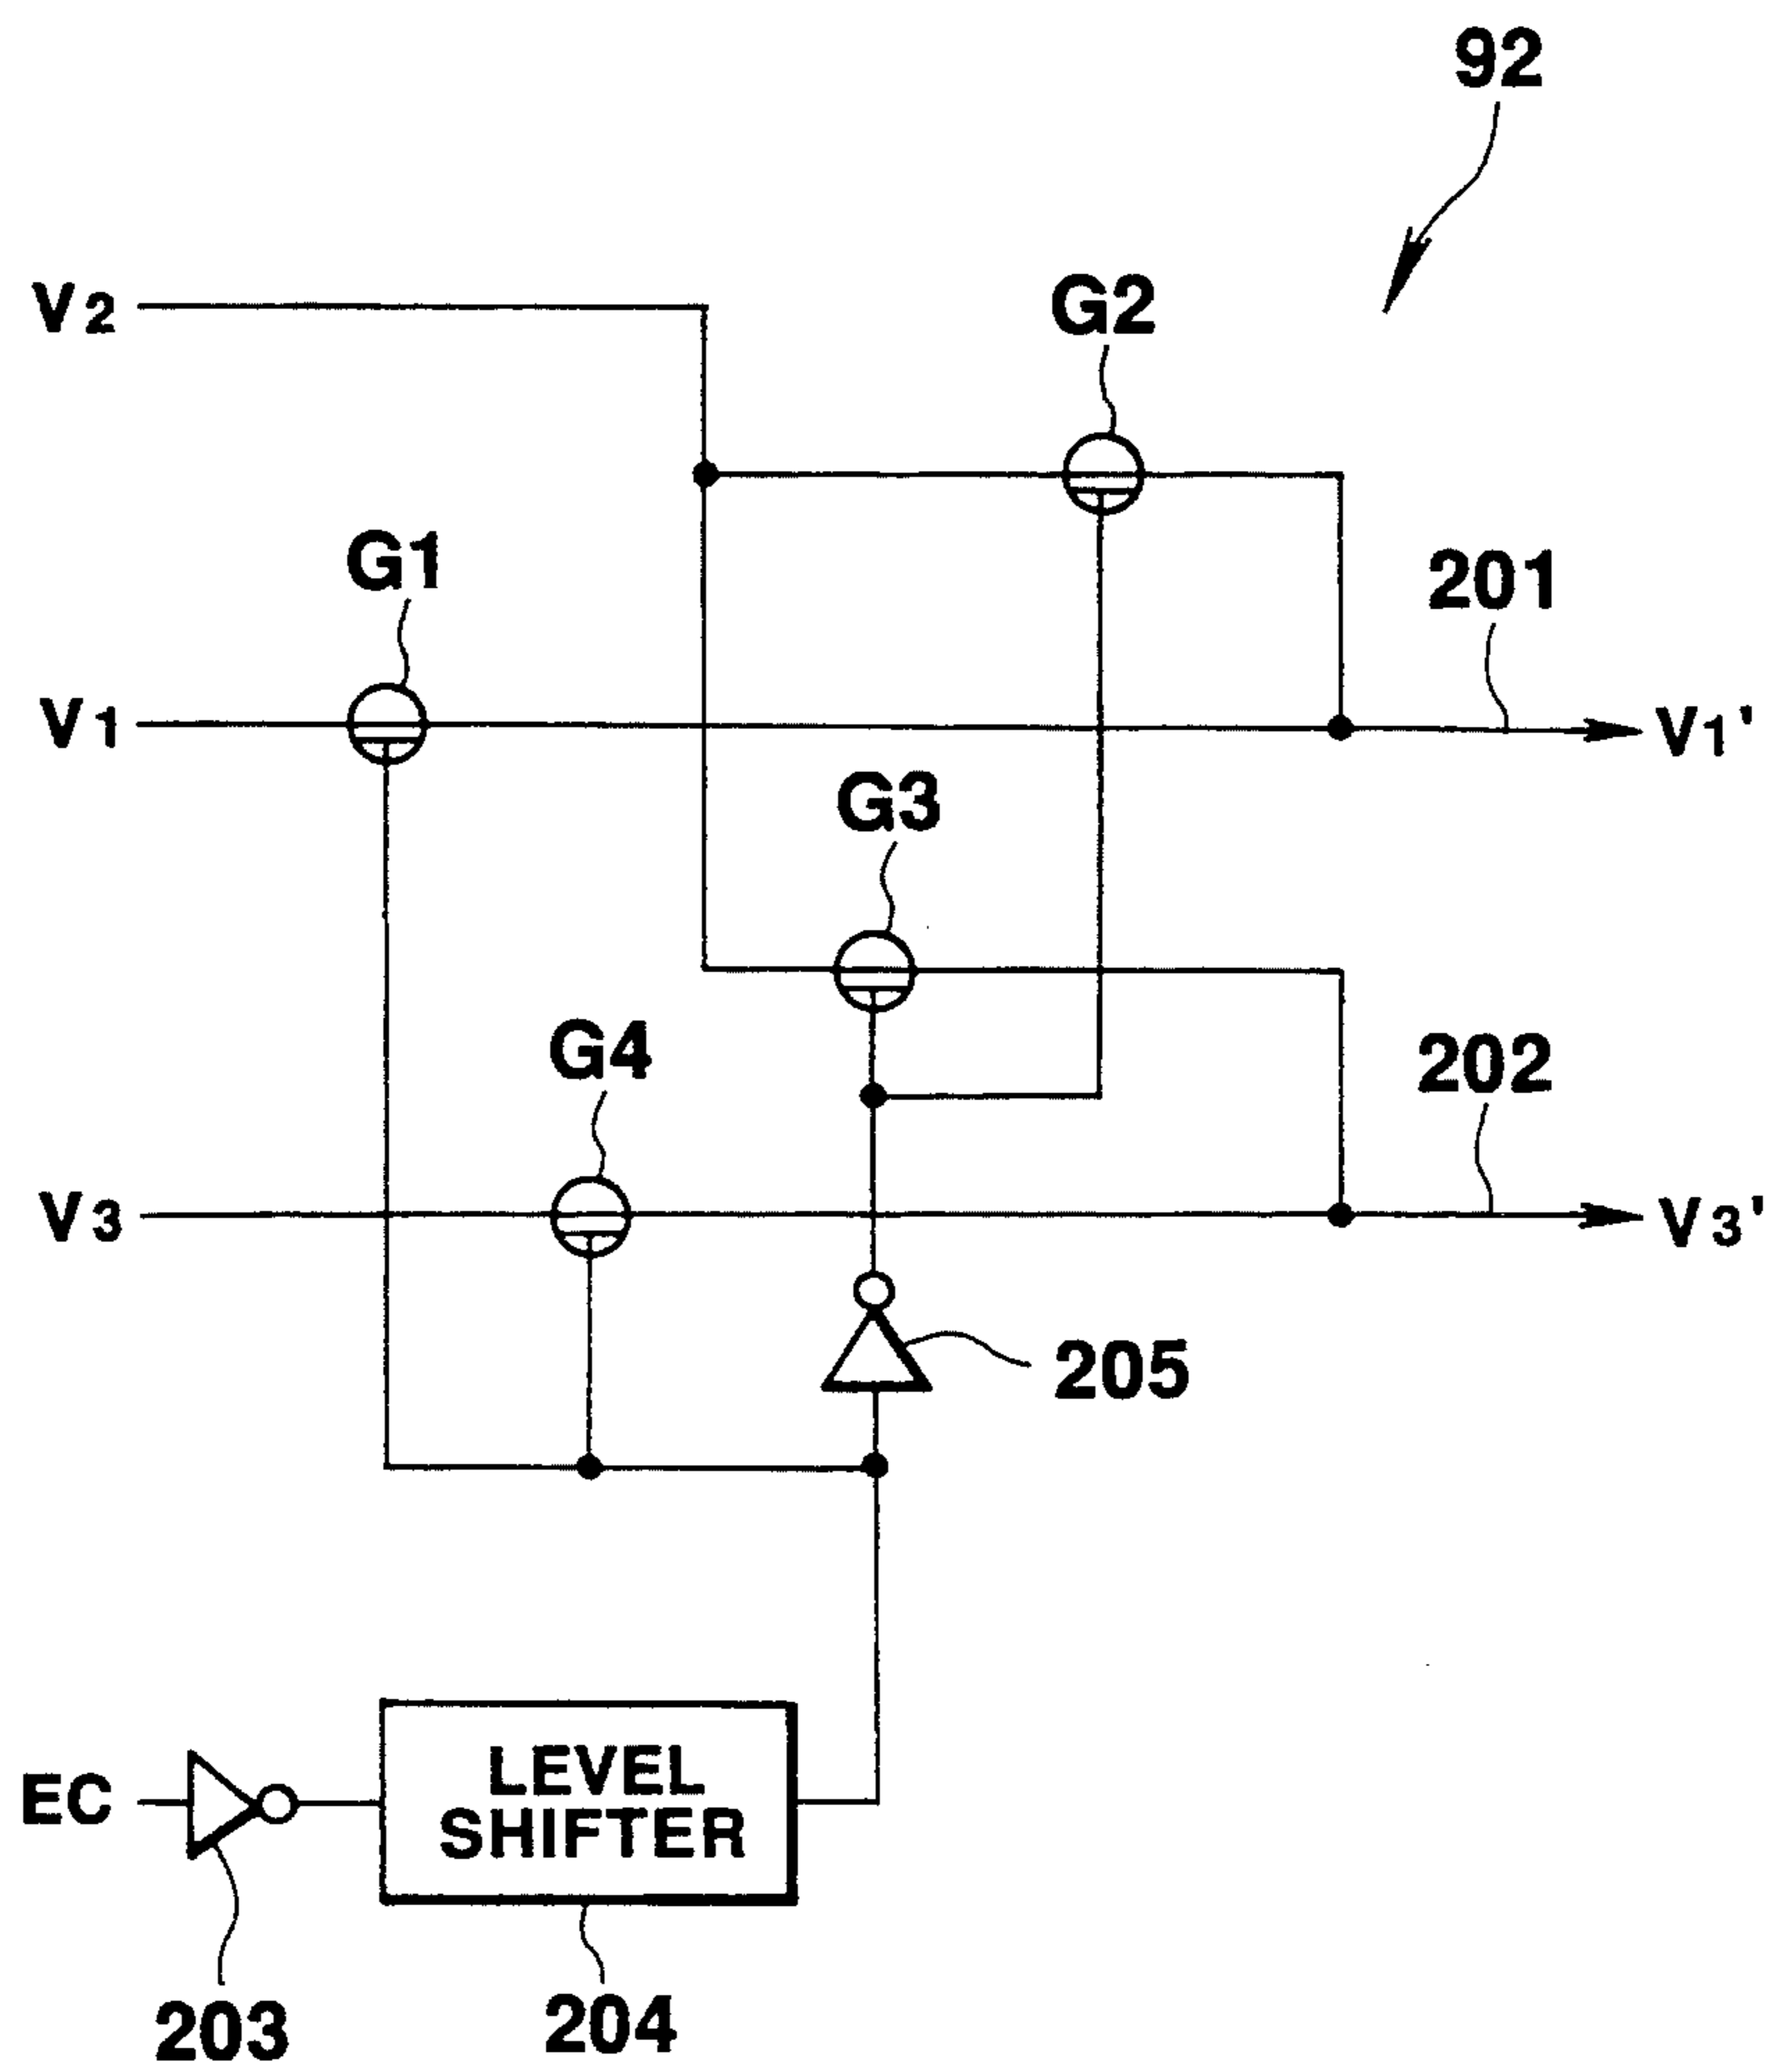 92
V2
G2
G1
201
V1
V1'
G3
G4
202
V3
V3'
205
EC
LEVEL
SHIFTER
203
204